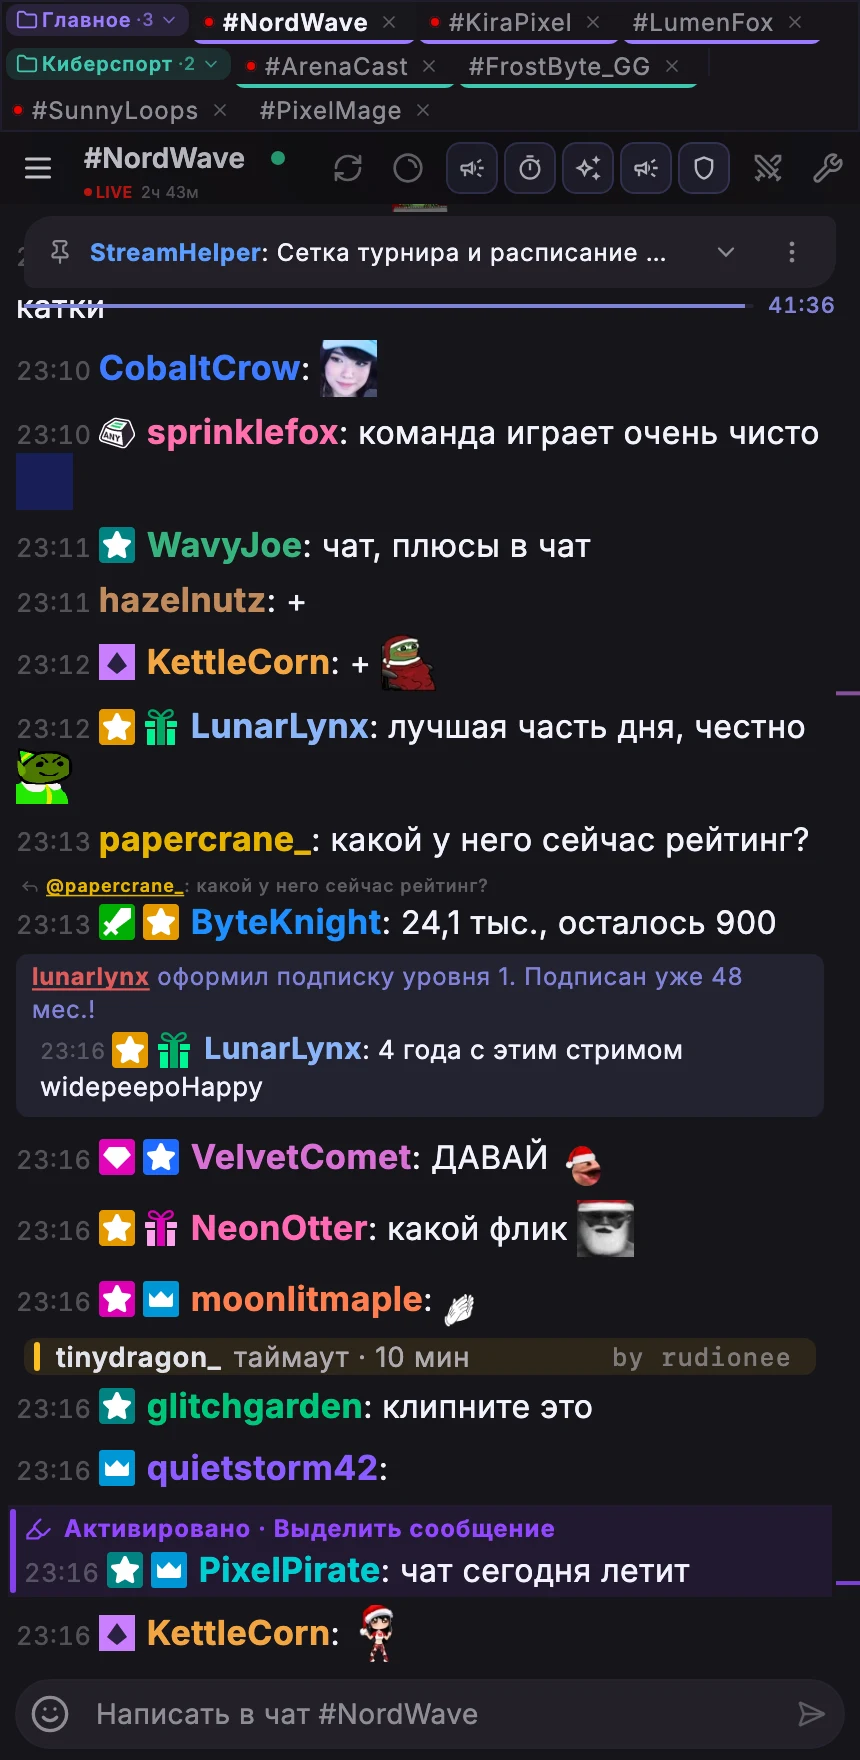 Главное ·3
#NordWave
#KiraPixel
#LumenFox
Киберспорт ·2
#ArenaCast
#FrostByte_GG
#SunnyLoops
#PixelMage
#NordWave
LIVE 2ч 43м
StreamHelper: Сетка турнира и расписание ...
катки
41:36
23:10 CobaltCrow:
23:10 ANY sprinklefox: команда играет очень чисто
23:11 WavyJoe: чат, плюсы в чат
23:11 hazelnutz: +
23:12 KettleCorn: +
23:12 LunarLynx: лучшая часть дня, честно
23:13 papercrane_: какой у него сейчас рейтинг?
@papercrane_: какой у него сейчас рейтинг?
23:13 ByteKnight: 24,1 тыс., осталось 900
lunarlynx оформил подписку уровня 1. Подписан уже 48
мес.!
23:16 LunarLynx: 4 года с этим стримом
widepeepoHappy
23:16 VelvetComet: ДАВАЙ
23:16 NeonOtter: какой флик
23:16 moonlitmaple:
tinydragon_ таймаут · 10 мин by rudionee
23:16 glitchgarden: клипните это
23:16 quietstorm42:
Активировано · Выделить сообщение
23:16 PixelPirate: чат сегодня летит
23:16 KettleCorn:
Написать в чат #NordWave